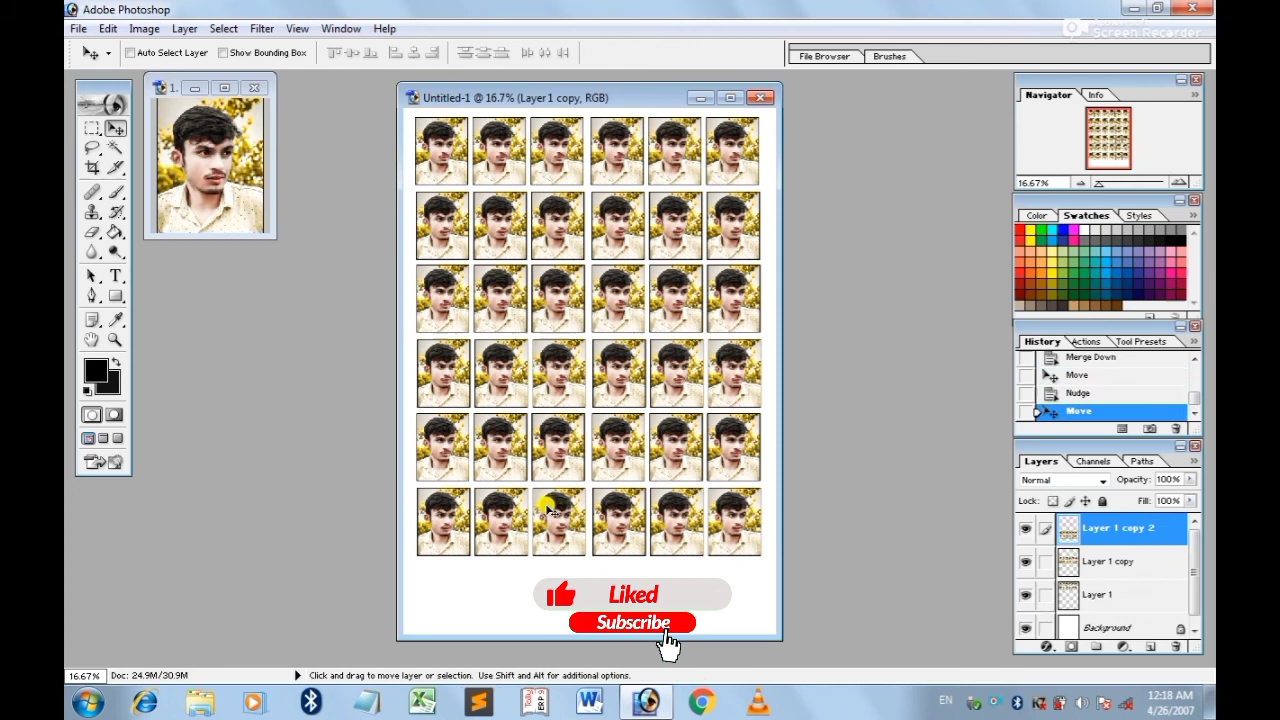 Adobe Photoshop
Screen Recorder
File Edit Image Layer Select Filter View Window Help
Auto Select Layer Show Bounding Box
File Browser Brushes
1.
Untitled-1 @ 16.7% (Layer 1 copy, RGB)
Navigator Info
16.67%
Color Swatches Styles
History Actions Tool Presets
Merge Down
Move
Nudge
Move
Layers Channels Paths
Normal Opacity: 100%
Lock: Fill: 100%
Layer 1 copy 2
Layer 1 copy
Layer 1
Background
Liked
Subscribe
16.67% Doc: 24.9M/30.9M Click and drag to move layer or selection. Use Shift and Alt for additional options.
EN
12:18 AM
4/26/2007